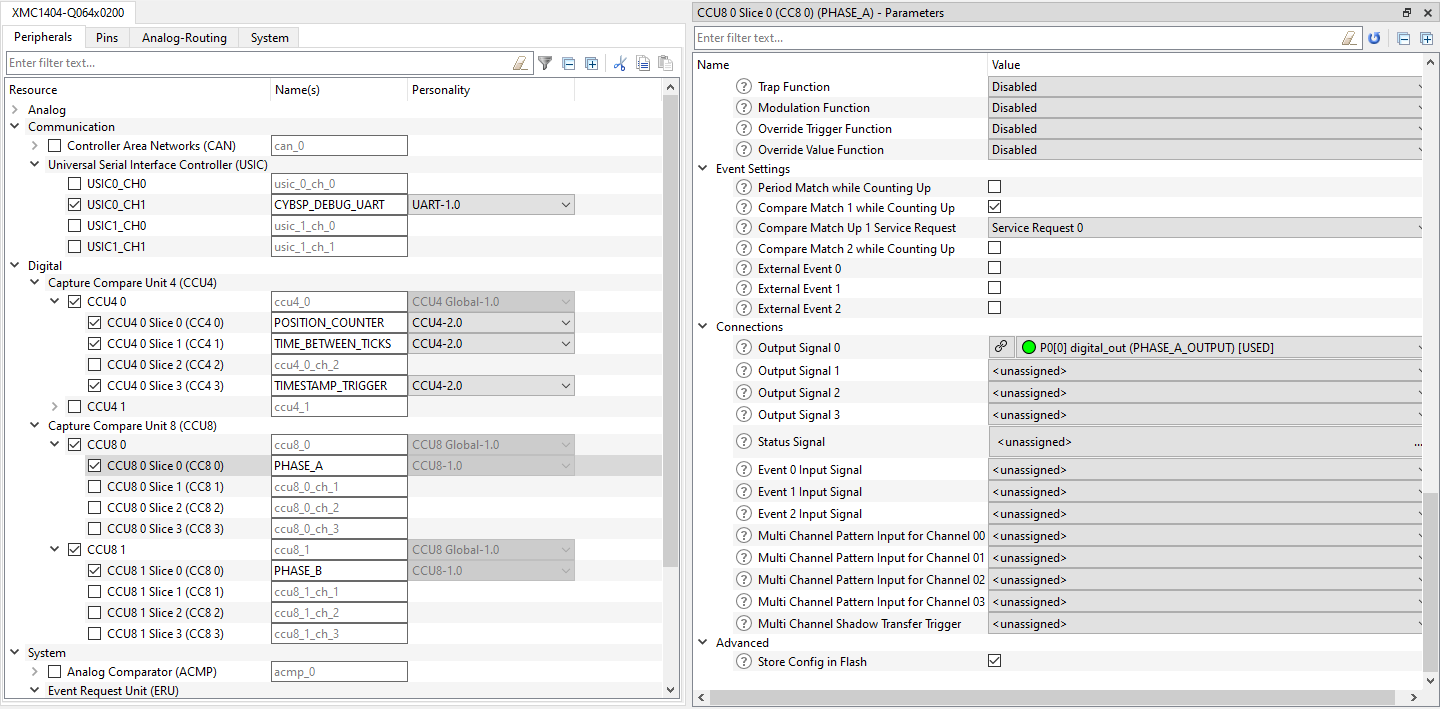 XMC1404-Q064x0200
Peripherals Pins Analog-Routing System
Enter filter text...
Resource Name(s) Personality
Analog
Communication
Controller Area Networks (CAN) can_0
Universal Serial Interface Controller (USIC)
USIC0_CH0 usic_0_ch_0
USIC0_CH1 CYBSP_DEBUG_UART UART-1.0
USIC1_CH0 usic_1_ch_0
USIC1_CH1 usic_1_ch_1
Digital
Capture Compare Unit 4 (CCU4)
CCU4 0 ccu4_0 CCU4 Global-1.0
CCU4 0 Slice 0 (CC4 0) POSITION_COUNTER CCU4-2.0
CCU4 0 Slice 1 (CC4 1) TIME_BETWEEN_TICKS CCU4-2.0
CCU4 0 Slice 2 (CC4 2) ccu4_0_ch_2
CCU4 0 Slice 3 (CC4 3) TIMESTAMP_TRIGGER CCU4-2.0
CCU4 1 ccu4_1
Capture Compare Unit 8 (CCU8)
CCU8 0 ccu8_0 CCU8 Global-1.0
CCU8 0 Slice 0 (CC8 0) PHASE_A CCU8-1.0
CCU8 0 Slice 1 (CC8 1) ccu8_0_ch_1
CCU8 0 Slice 2 (CC8 2) ccu8_0_ch_2
CCU8 0 Slice 3 (CC8 3) ccu8_0_ch_3
CCU8 1 ccu8_1 CCU8 Global-1.0
CCU8 1 Slice 0 (CC8 0) PHASE_B CCU8-1.0
CCU8 1 Slice 1 (CC8 1) ccu8_1_ch_1
CCU8 1 Slice 2 (CC8 2) ccu8_1_ch_2
CCU8 1 Slice 3 (CC8 3) ccu8_1_ch_3
System
Analog Comparator (ACMP) acmp_0
Event Request Unit (ERU)
CCU8 0 Slice 0 (CC8 0) (PHASE_A) - Parameters
Enter filter text...
Name Value
Trap Function Disabled
Modulation Function Disabled
Override Trigger Function Disabled
Override Value Function Disabled
Event Settings
Period Match while Counting Up
Compare Match 1 while Counting Up
Compare Match Up 1 Service Request Service Request 0
Compare Match 2 while Counting Up
External Event 0
External Event 1
External Event 2
Connections
Output Signal 0 P0[0] digital_out (PHASE_A_OUTPUT) [USED]
Output Signal 1 <unassigned>
Output Signal 2 <unassigned>
Output Signal 3 <unassigned>
Status Signal <unassigned> ...
Event 0 Input Signal <unassigned>
Event 1 Input Signal <unassigned>
Event 2 Input Signal <unassigned>
Multi Channel Pattern Input for Channel 00 <unassigned>
Multi Channel Pattern Input for Channel 01 <unassigned>
Multi Channel Pattern Input for Channel 02 <unassigned>
Multi Channel Pattern Input for Channel 03 <unassigned>
Multi Channel Shadow Transfer Trigger <unassigned>
Advanced
Store Config in Flash